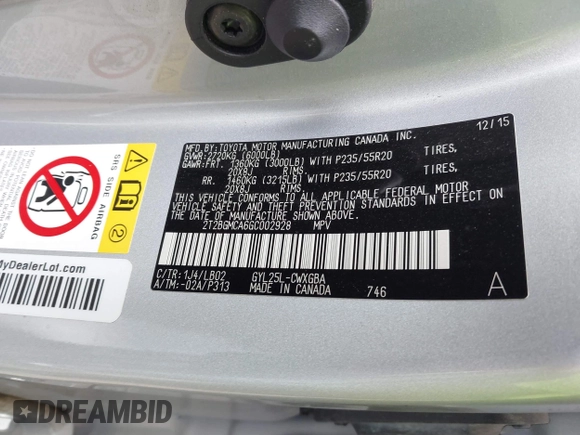 MFD.BY:TOYOTA MOTOR MANUFACTURING CANADA INC.
12/15
GVWR:2720KG (6000LB)
GAWR:FRT. 1360KG (3000LB) WITH P235/55R20 TIRES,
20X8J RIMS.
RR. 1460KG (3215LB) WITH P235/55R20 TIRES,
20X8J RIMS.
THIS VEHICLE CONFORMS TO ALL APPLICABLE FEDERAL MOTOR
VEHICLE SAFETY AND THEFT PREVENTION STANDARDS IN EFFECT ON
THE DATE OF MANUFACTURE SHOWN ABOVE.
2T2BGMCA6GC002928 MPV
C/TR:1J4/LB02 GYL25L-CWXGBA
A/TM:-02A/P313 MADE IN CANADA 746 A
SRS SIDE AIRBAG
2
MyDealerLot.com
DREAMBID